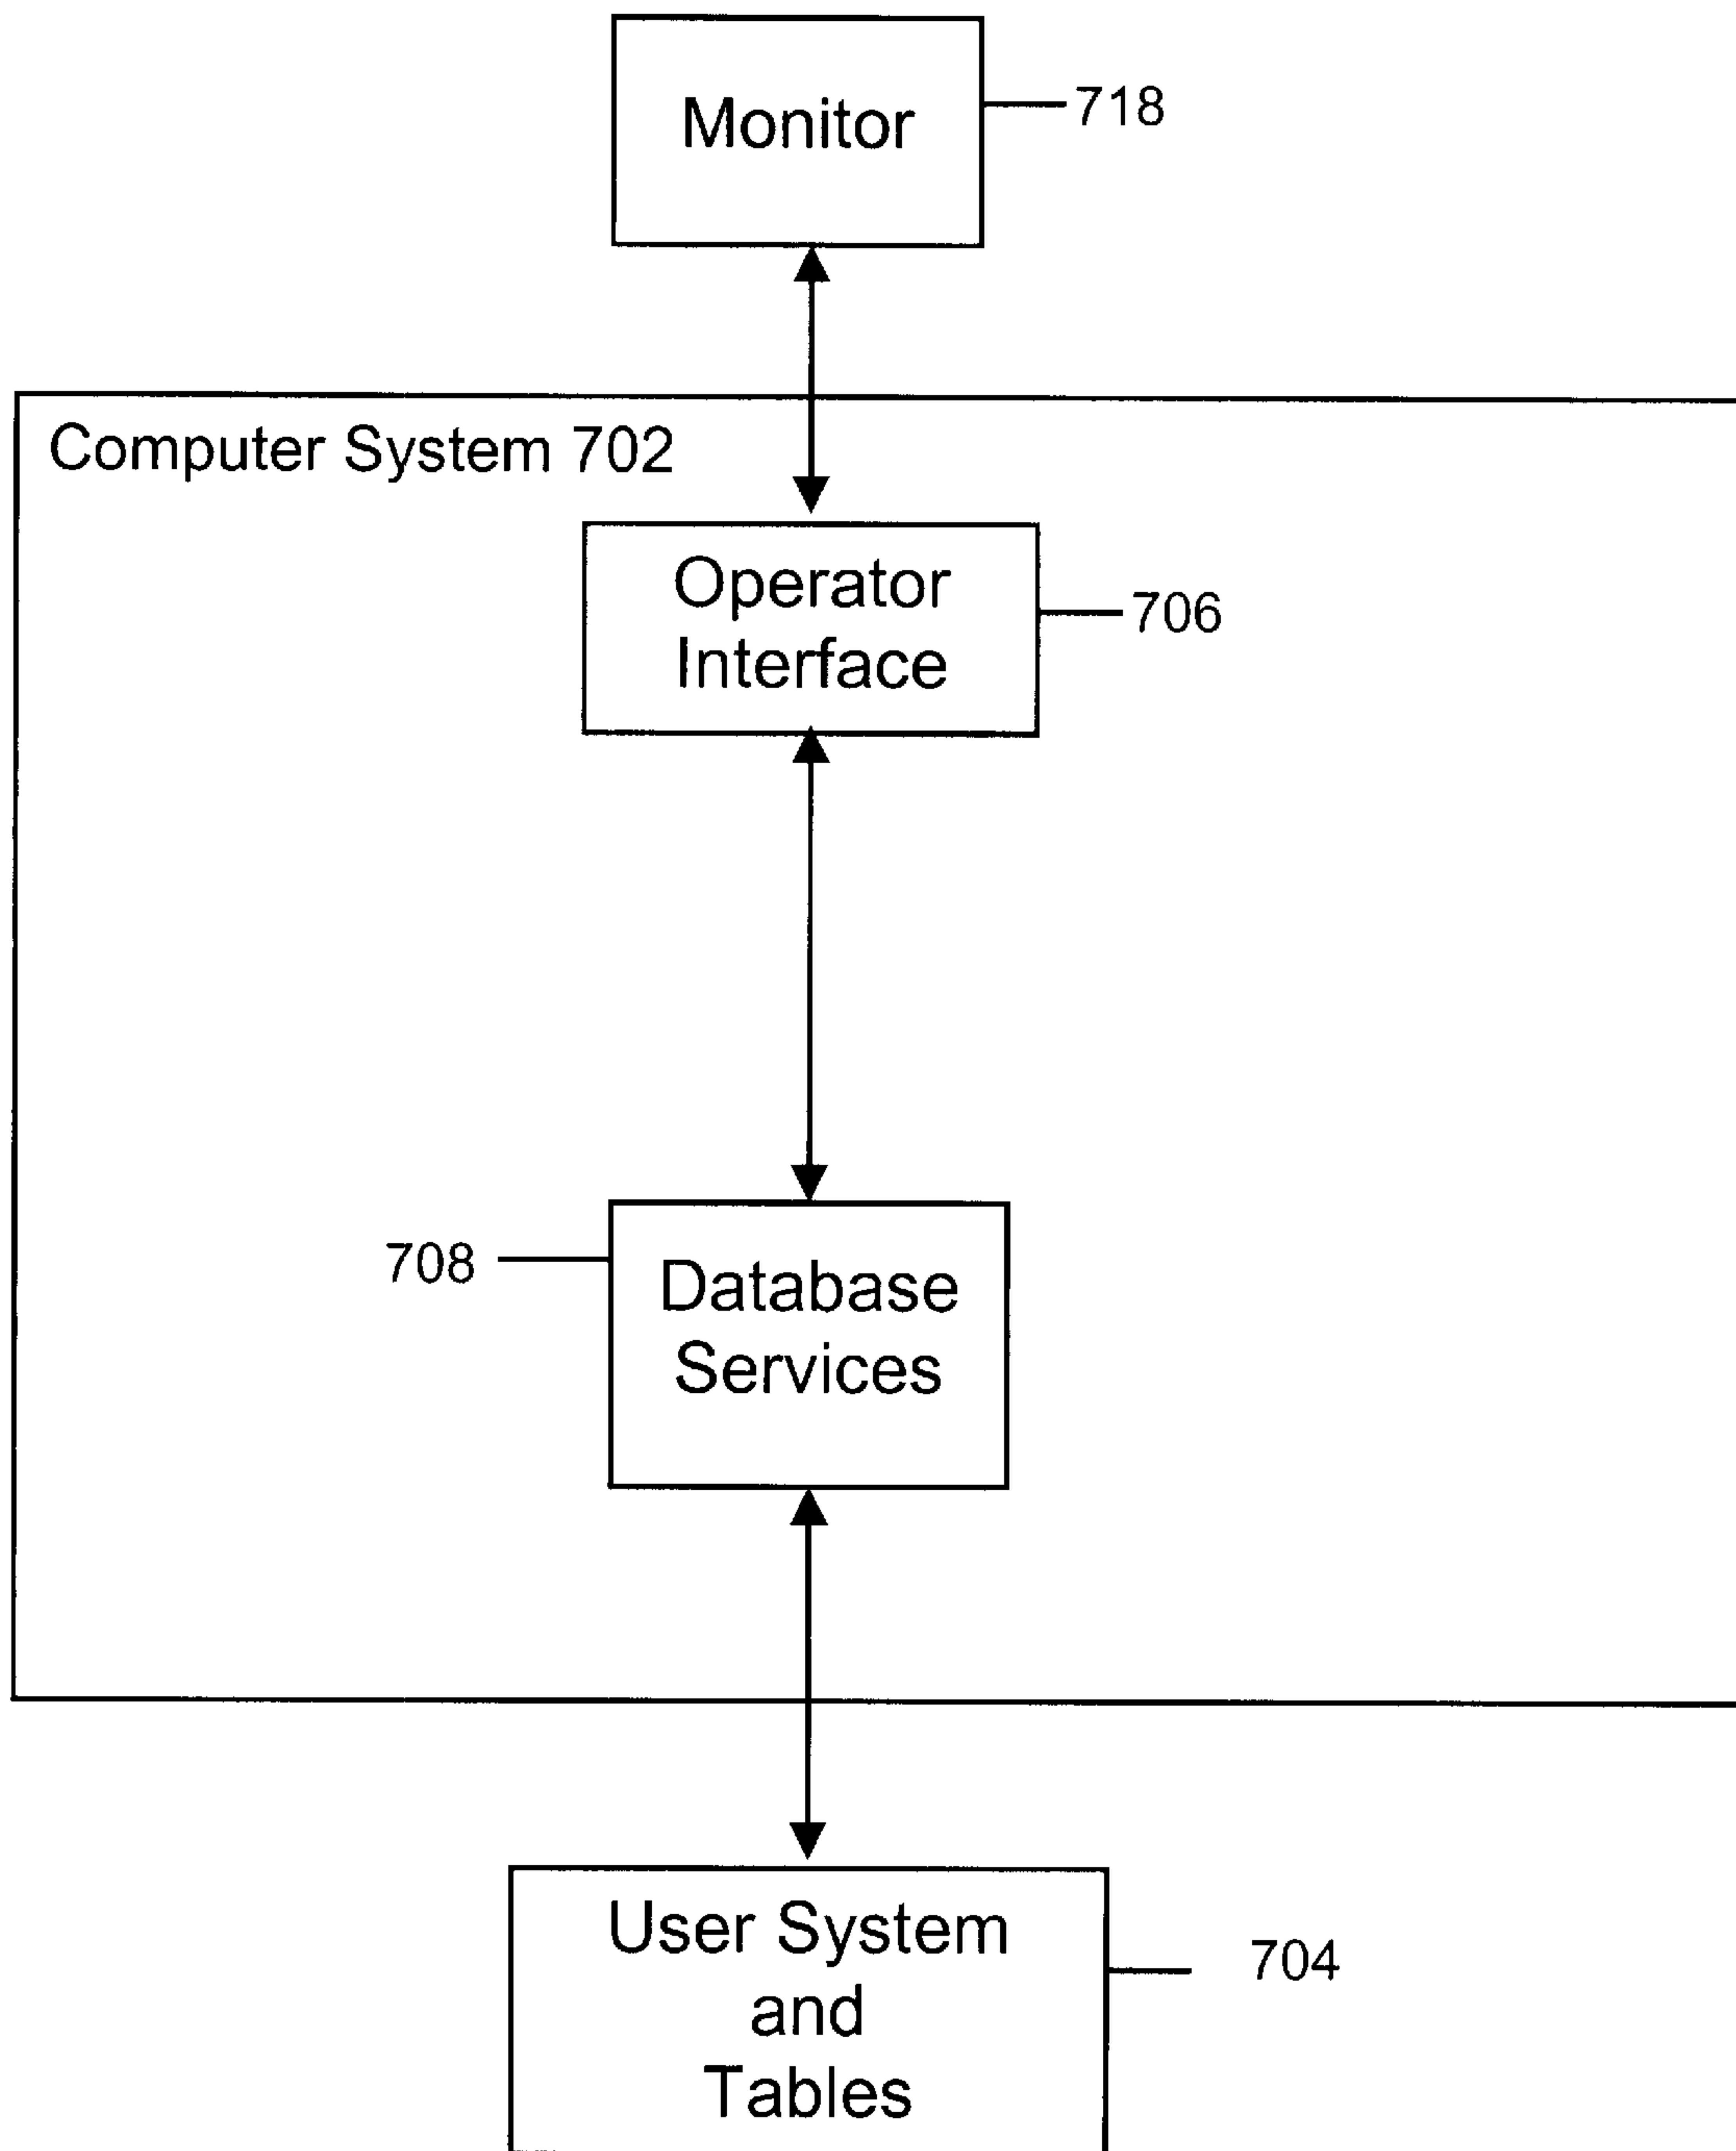 Monitor
718
Computer System 702
Operator
Interface
706
708
Database
Services
User System
and
Tables
704